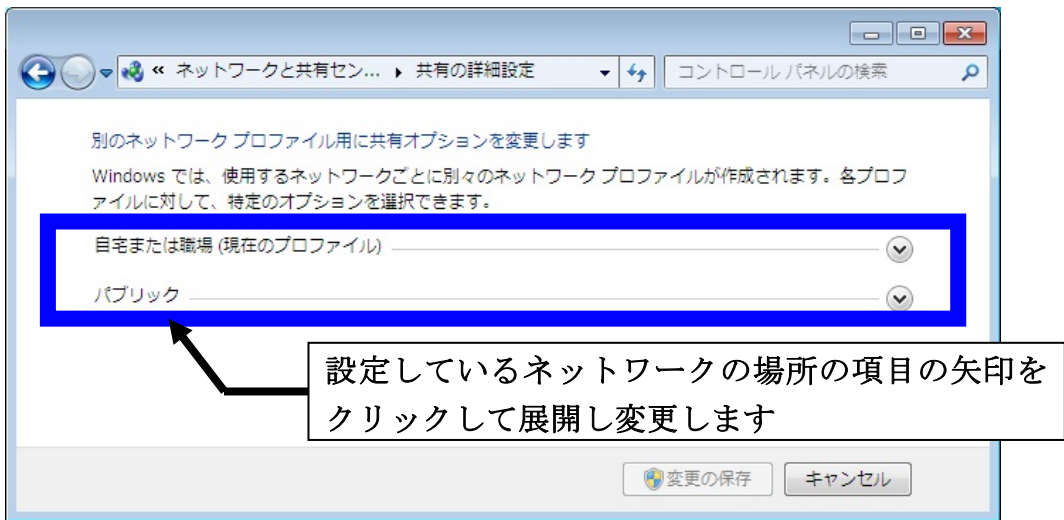 « ネットワークと共有セン... ▸ 共有の詳細設定
コントロール パネルの検索
別のネットワーク プロファイル用に共有オプションを変更します
Windows では、使用するネットワークごとに別々のネットワーク プロファイルが作成されます。各プロフ
ァイルに対して、特定のオプションを選択できます。
自宅または職場 (現在のプロファイル)
パブリック
設定しているネットワークの場所の項目の矢印を
クリックして展開し変更します
変更の保存
キャンセル